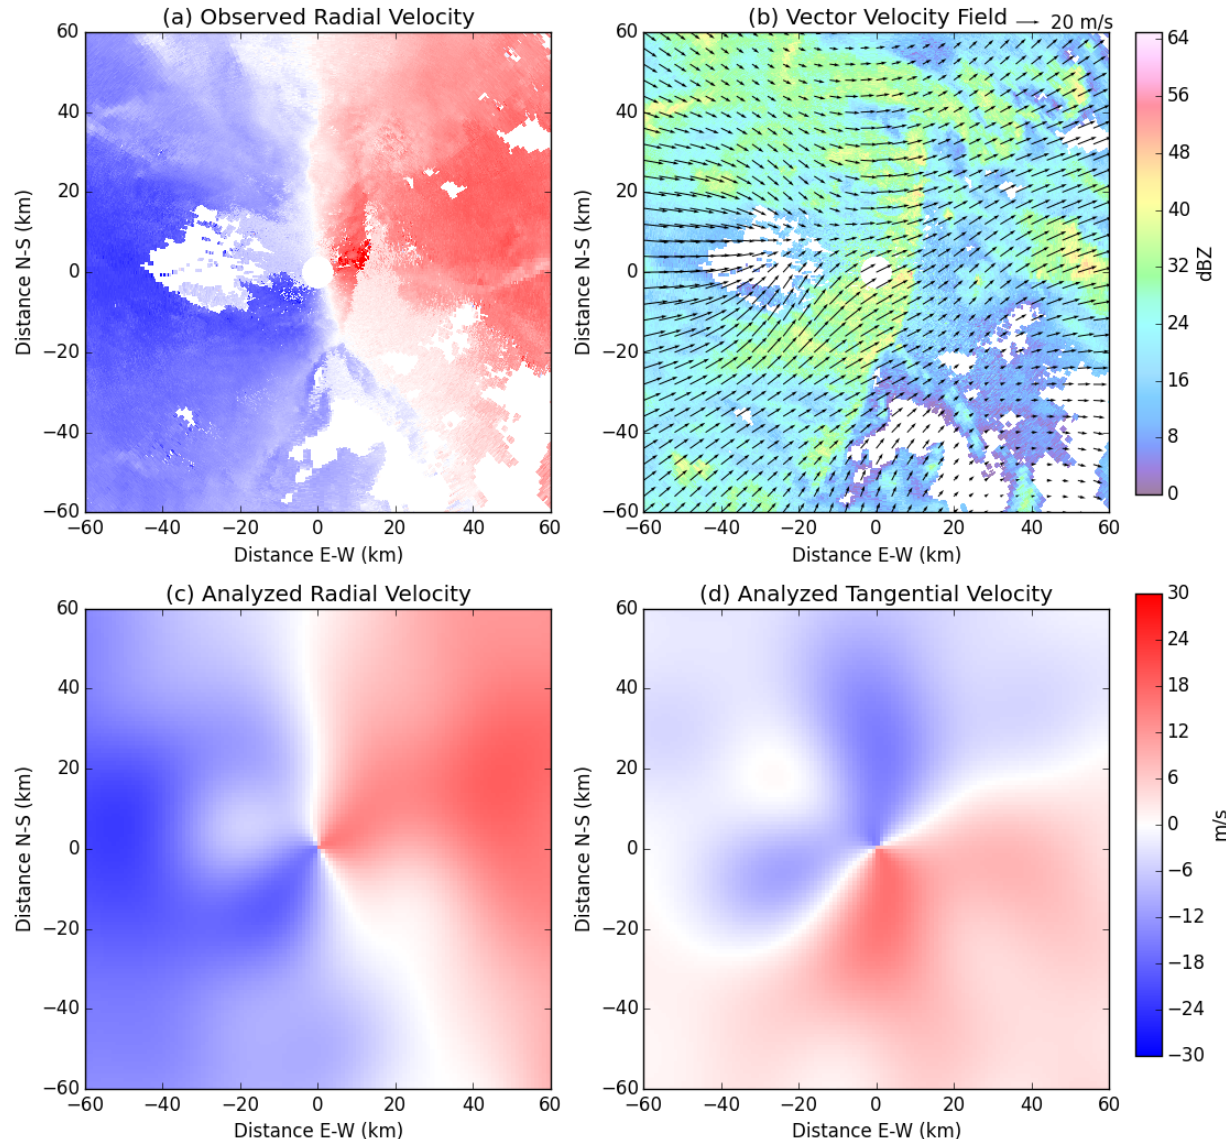 (a) Observed Radial Velocity
60
40
20
0
−20
−40
−60
−60 −40 −20 0 20 40 60
Distance N-S (km)
Distance E-W (km)
(b) Vector Velocity Field
20 m/s
−60 −40 −20 0 20 40 60
60
40
20
0
−20
−40
−60
Distance N-S (km)
Distance E-W (km)
64
56
48
40
32
24
16
8
0
dBZ
(c) Analyzed Radial Velocity
60
40
20
0
−20
−40
−60
−60 −40 −20 0 20 40 60
Distance N-S (km)
Distance E-W (km)
(d) Analyzed Tangential Velocity
60
40
20
0
−20
−40
−60
−60 −40 −20 0 20 40 60
Distance N-S (km)
Distance E-W (km)
30
24
18
12
6
0
−6
−12
−18
−24
−30
m/s